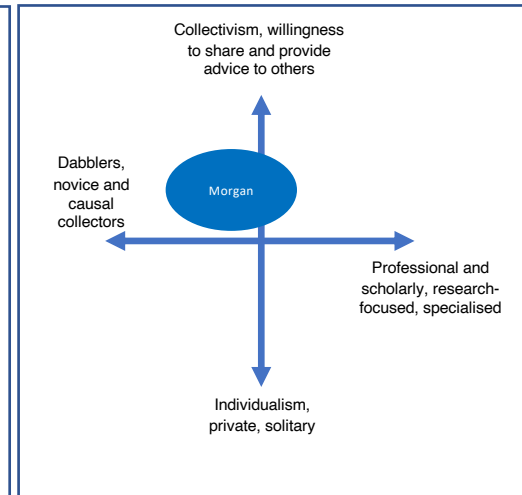 Collectivism, willingness
to share and provide
advice to others
Dabblers,
novice and
causal
collectors
Morgan
Professional and
scholarly, research-
focused, specialised
Individualism,
private, solitary